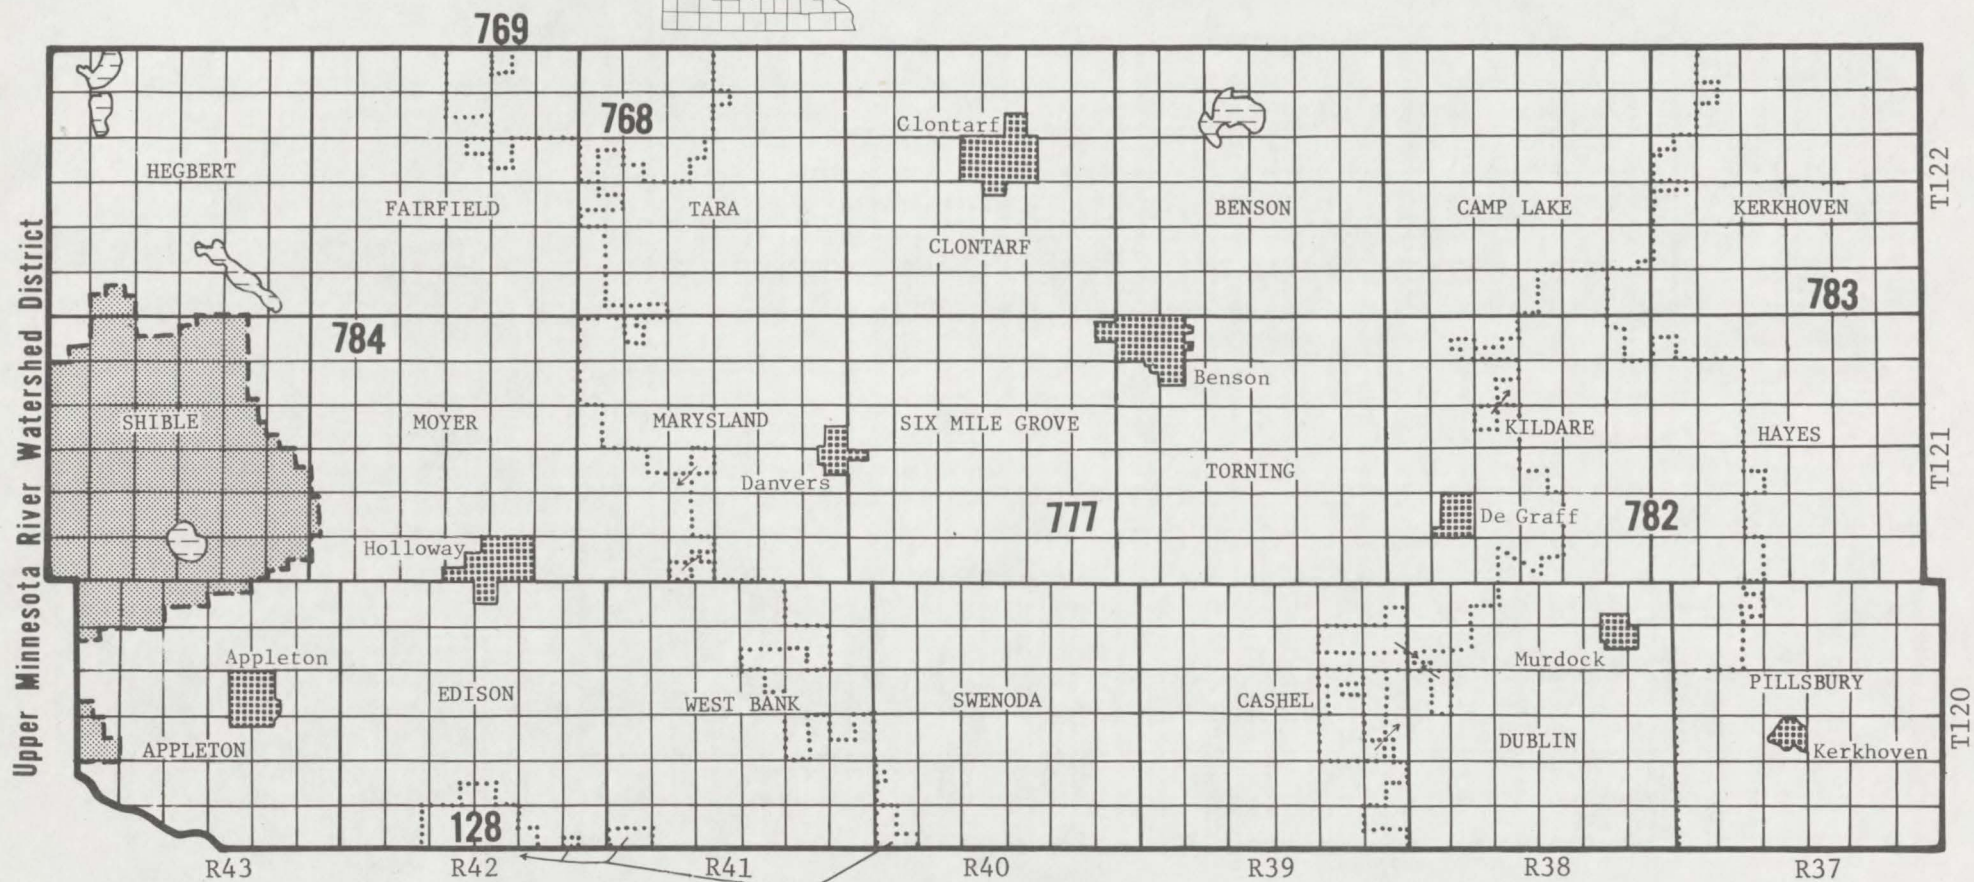 769
768
Clontarf
HEGBERT
T122
FAIRFIELD
TARA
BENSON
CAMP LAKE
KERKHOVEN
CLONTARF
783
784
Benson
Upper Minnesota River Watershed District
SHIBLE
MOYER
MARYSLAND
SIX MILE GROVE
KILDARE
HAYES
T121
TORNING
Danvers
777
De Graff
782
Holloway
Appleton
Murdock
EDISON
WEST BANK
SWENODA
CASHEL
PILLSBURY
T120
APPLETON
DUBLIN
Kerkhoven
128
R43
R42
R41
R40
R39
R38
R37